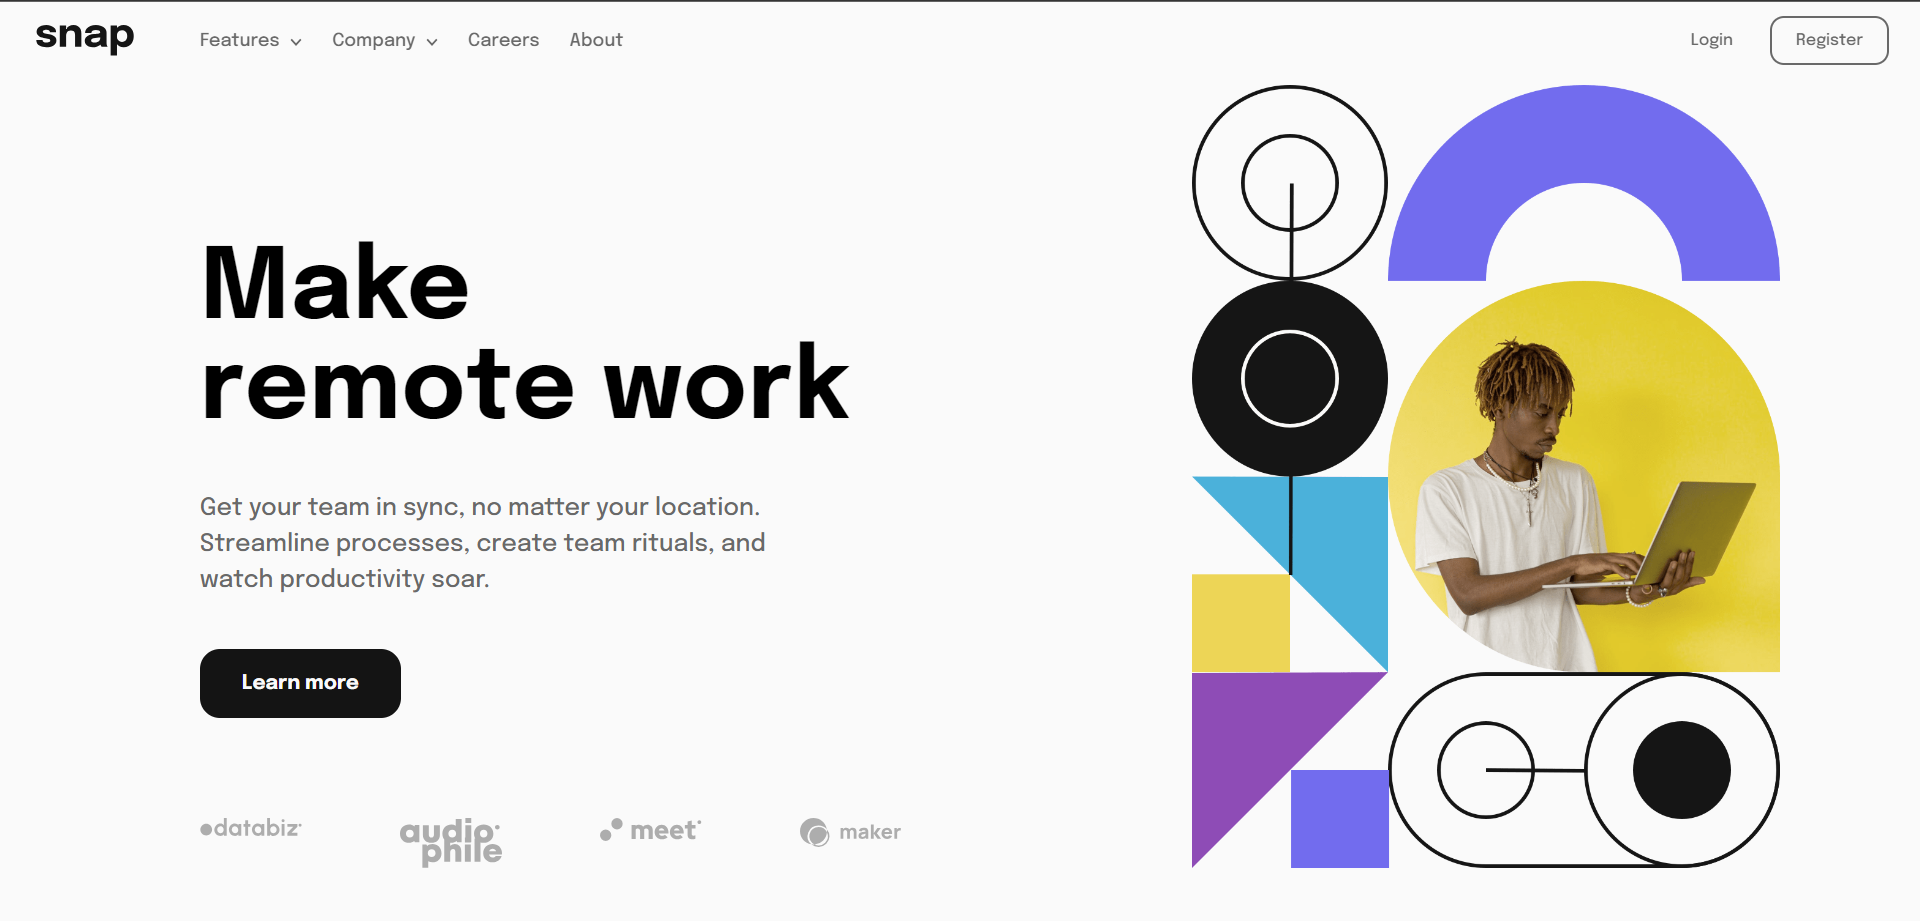 snap
Features
Company
Careers
About
Login
Register
Make
remote work
Get your team in sync, no matter your location.
Streamline processes, create team rituals, and
watch productivity soar.
Learn more
databiz
audio
phile
meet
maker